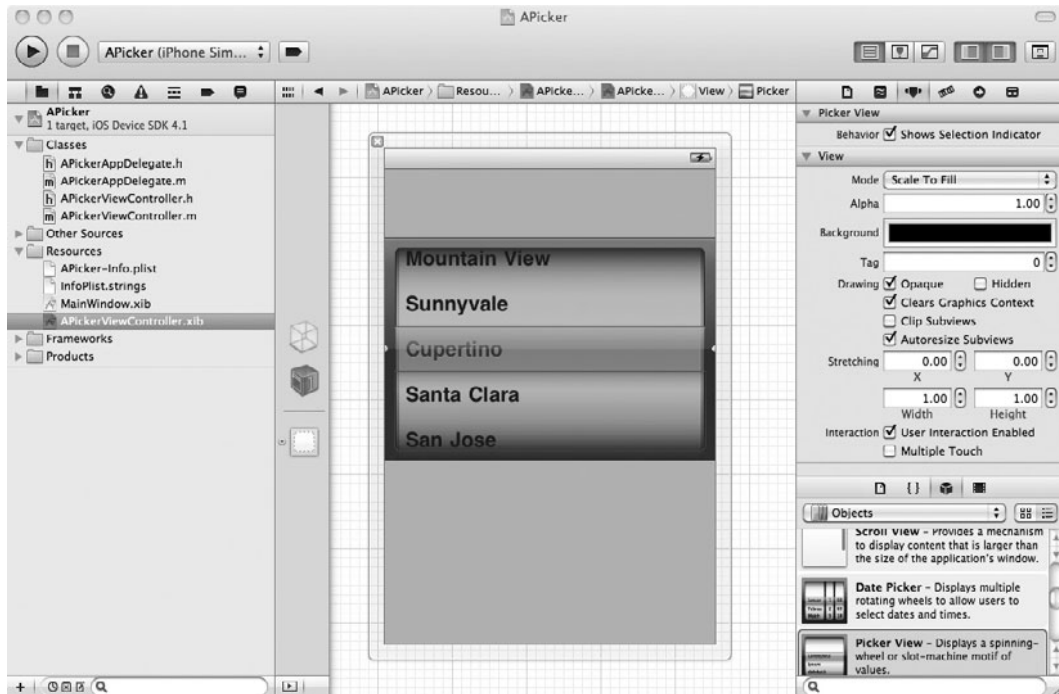 APicker
APicker (iPhone Sim...
APicker
Resou...
APicke...
APicke...
View
Picker
APicker
1 target, iOS Device SDK 4.1
Classes
h APickerAppDelegate.h
m APickerAppDelegate.m
h APickerViewController.h
m APickerViewController.m
Other Sources
Resources
APicker-Info.plist
InfoPlist.strings
MainWindow.xib
APickerViewController.xib
Frameworks
Products
Mountain View
Sunnyvale
Cupertino
Santa Clara
San Jose
Picker View
Behavior Shows Selection Indicator
View
Mode Scale To Fill
Alpha 1.00
Background
Tag 0
Drawing Opaque Hidden
Clears Graphics Context
Clip Subviews
Autoresize Subviews
Stretching 0.00 0.00
X Y
1.00 1.00
Width Height
Interaction User Interaction Enabled
Multiple Touch
{}
Objects
Scroll View – Provides a mechanism
to display content that is larger than
the size of the application's window.
Date Picker – Displays multiple
rotating wheels to allow users to
select dates and times.
Picker View – Displays a spinning-
wheel or slot-machine motif of
values.